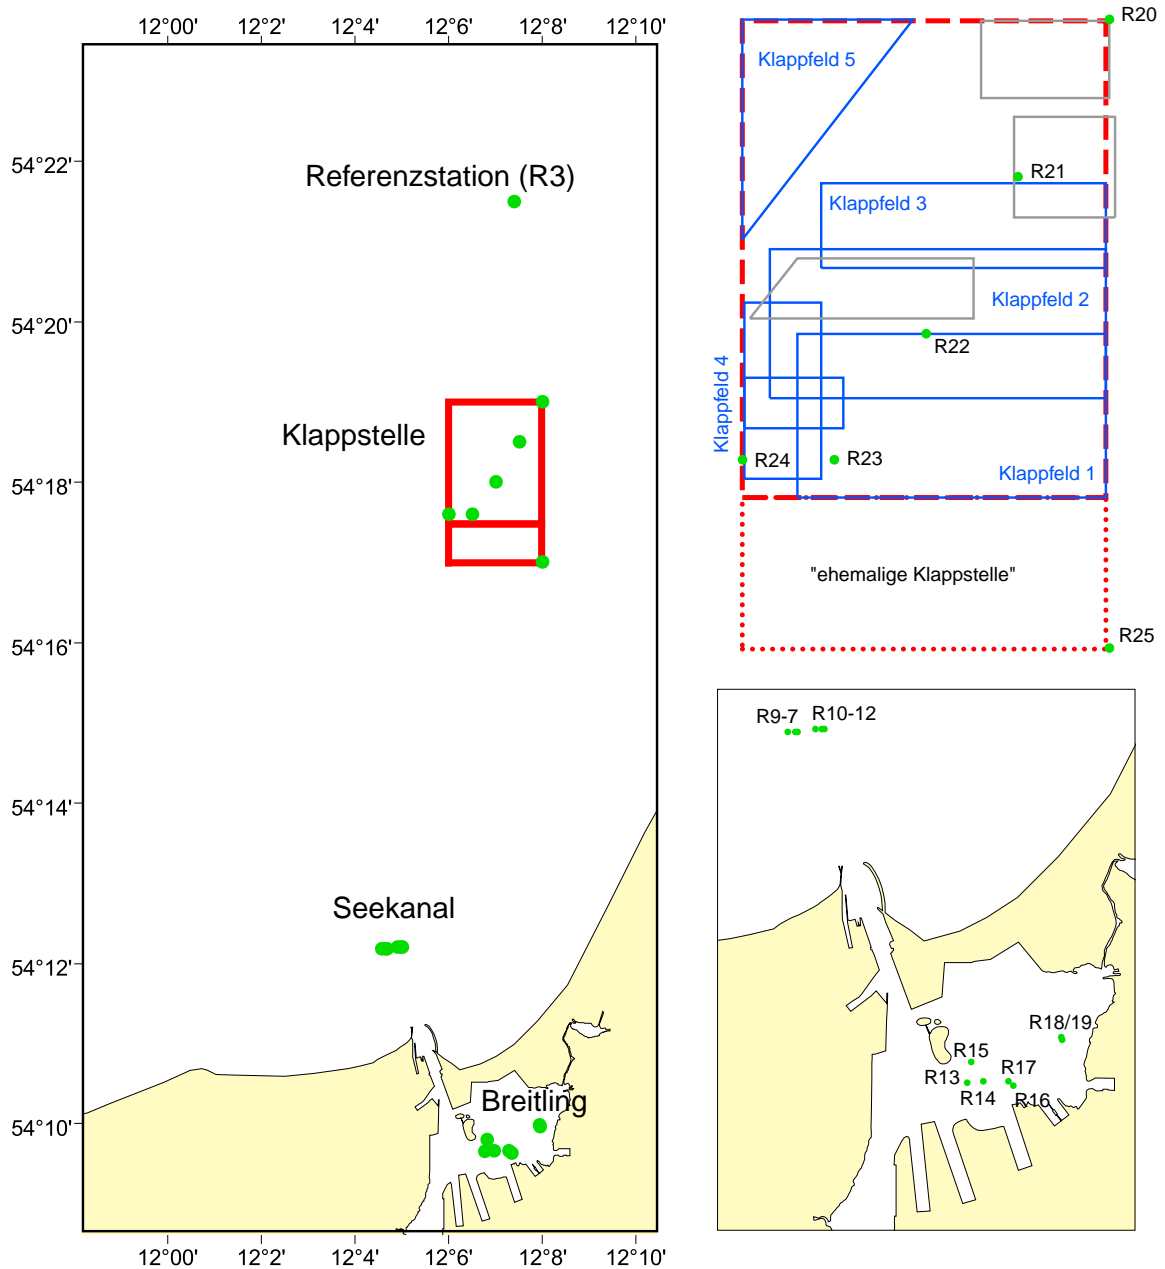 12°00'
12°2'
12°4'
12°6'
12°8'
12°10'
54°22'
54°20'
54°18'
54°16'
54°14'
54°12'
54°10'
Referenzstation (R3)
Klappstelle
Seekanal
Breitling
12°00'
12°2'
12°4'
12°6'
12°8'
12°10'
R20
Klappfeld 5
R21
Klappfeld 3
Klappfeld 2
R22
Klappfeld 4
R24
R23
Klappfeld 1
"ehemalige Klappstelle"
R25
R9-7
R10-12
R18/19
R15
R13
R17
R14
R16